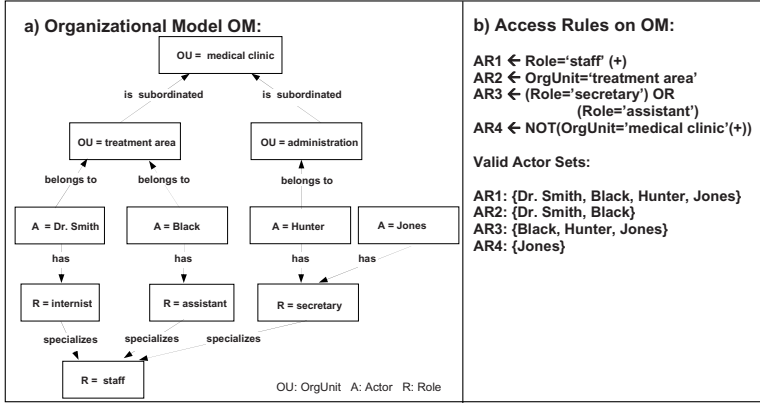 a) Organizational Model OM:
OU = medical clinic
is subordinated
is subordinated
OU = treatment area
OU = administration
belongs to
belongs to
belongs to
A = Dr. Smith
A = Black
A = Hunter
A = Jones
has
has
has
has
R = internist
R = assistant
R = secretary
specializes
specializes
specializes
R = staff
OU: OrgUnit A: Actor R: Role
b) Access Rules on OM:
AR1 ← Role='staff' (+)
AR2 ← OrgUnit='treatment area'
AR3 ← (Role='secretary') OR
(Role='assistant')
AR4 ← NOT(OrgUnit='medical clinic'(+))
Valid Actor Sets:
AR1: {Dr. Smith, Black, Hunter, Jones}
AR2: {Dr. Smith, Black}
AR3: {Black, Hunter, Jones}
AR4: {Jones}